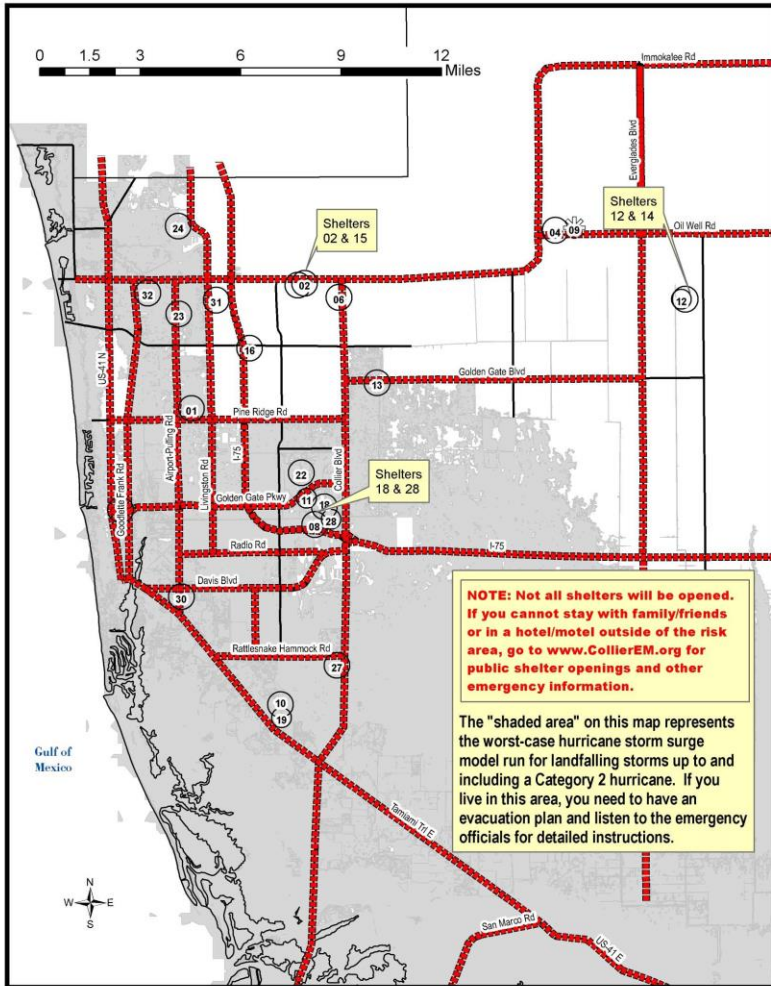 0 1.5 3 6 9 12
Miles
Immokalee Rd
Everglades Blvd
Shelters
12 & 14
Shelters
02 & 15
24
04
09
Oil Well Rd
02
32
31
06
12
23
16
US-41 N
13
Golden Gate Blvd
01
Pine Ridge Rd
Goodlette Frank Rd
Airport-Pulling Rd
Livingston Rd
I-75
Collier Blvd
22
Shelters
18 & 28
11
18
Golden Gate Pkwy
08
28
Radio Rd
I-75
Davis Blvd
30
Rattlesnake Hammock Rd
27
10
19
NOTE: Not all shelters will be opened.
If you cannot stay with family/friends
or in a hotel/motel outside of the risk
area, go to www.CollierEM.org for
public shelter openings and other
emergency information.
The "shaded area" on this map represents
the worst-case hurricane storm surge
model run for landfalling storms up to and
including a Category 2 hurricane. If you
live in this area, you need to have an
evacuation plan and listen to the emergency
officials for detailed instructions.
Gulf of
Mexico
Tamiami Trl E
N
W E
S
San Marco Rd
US-41 E